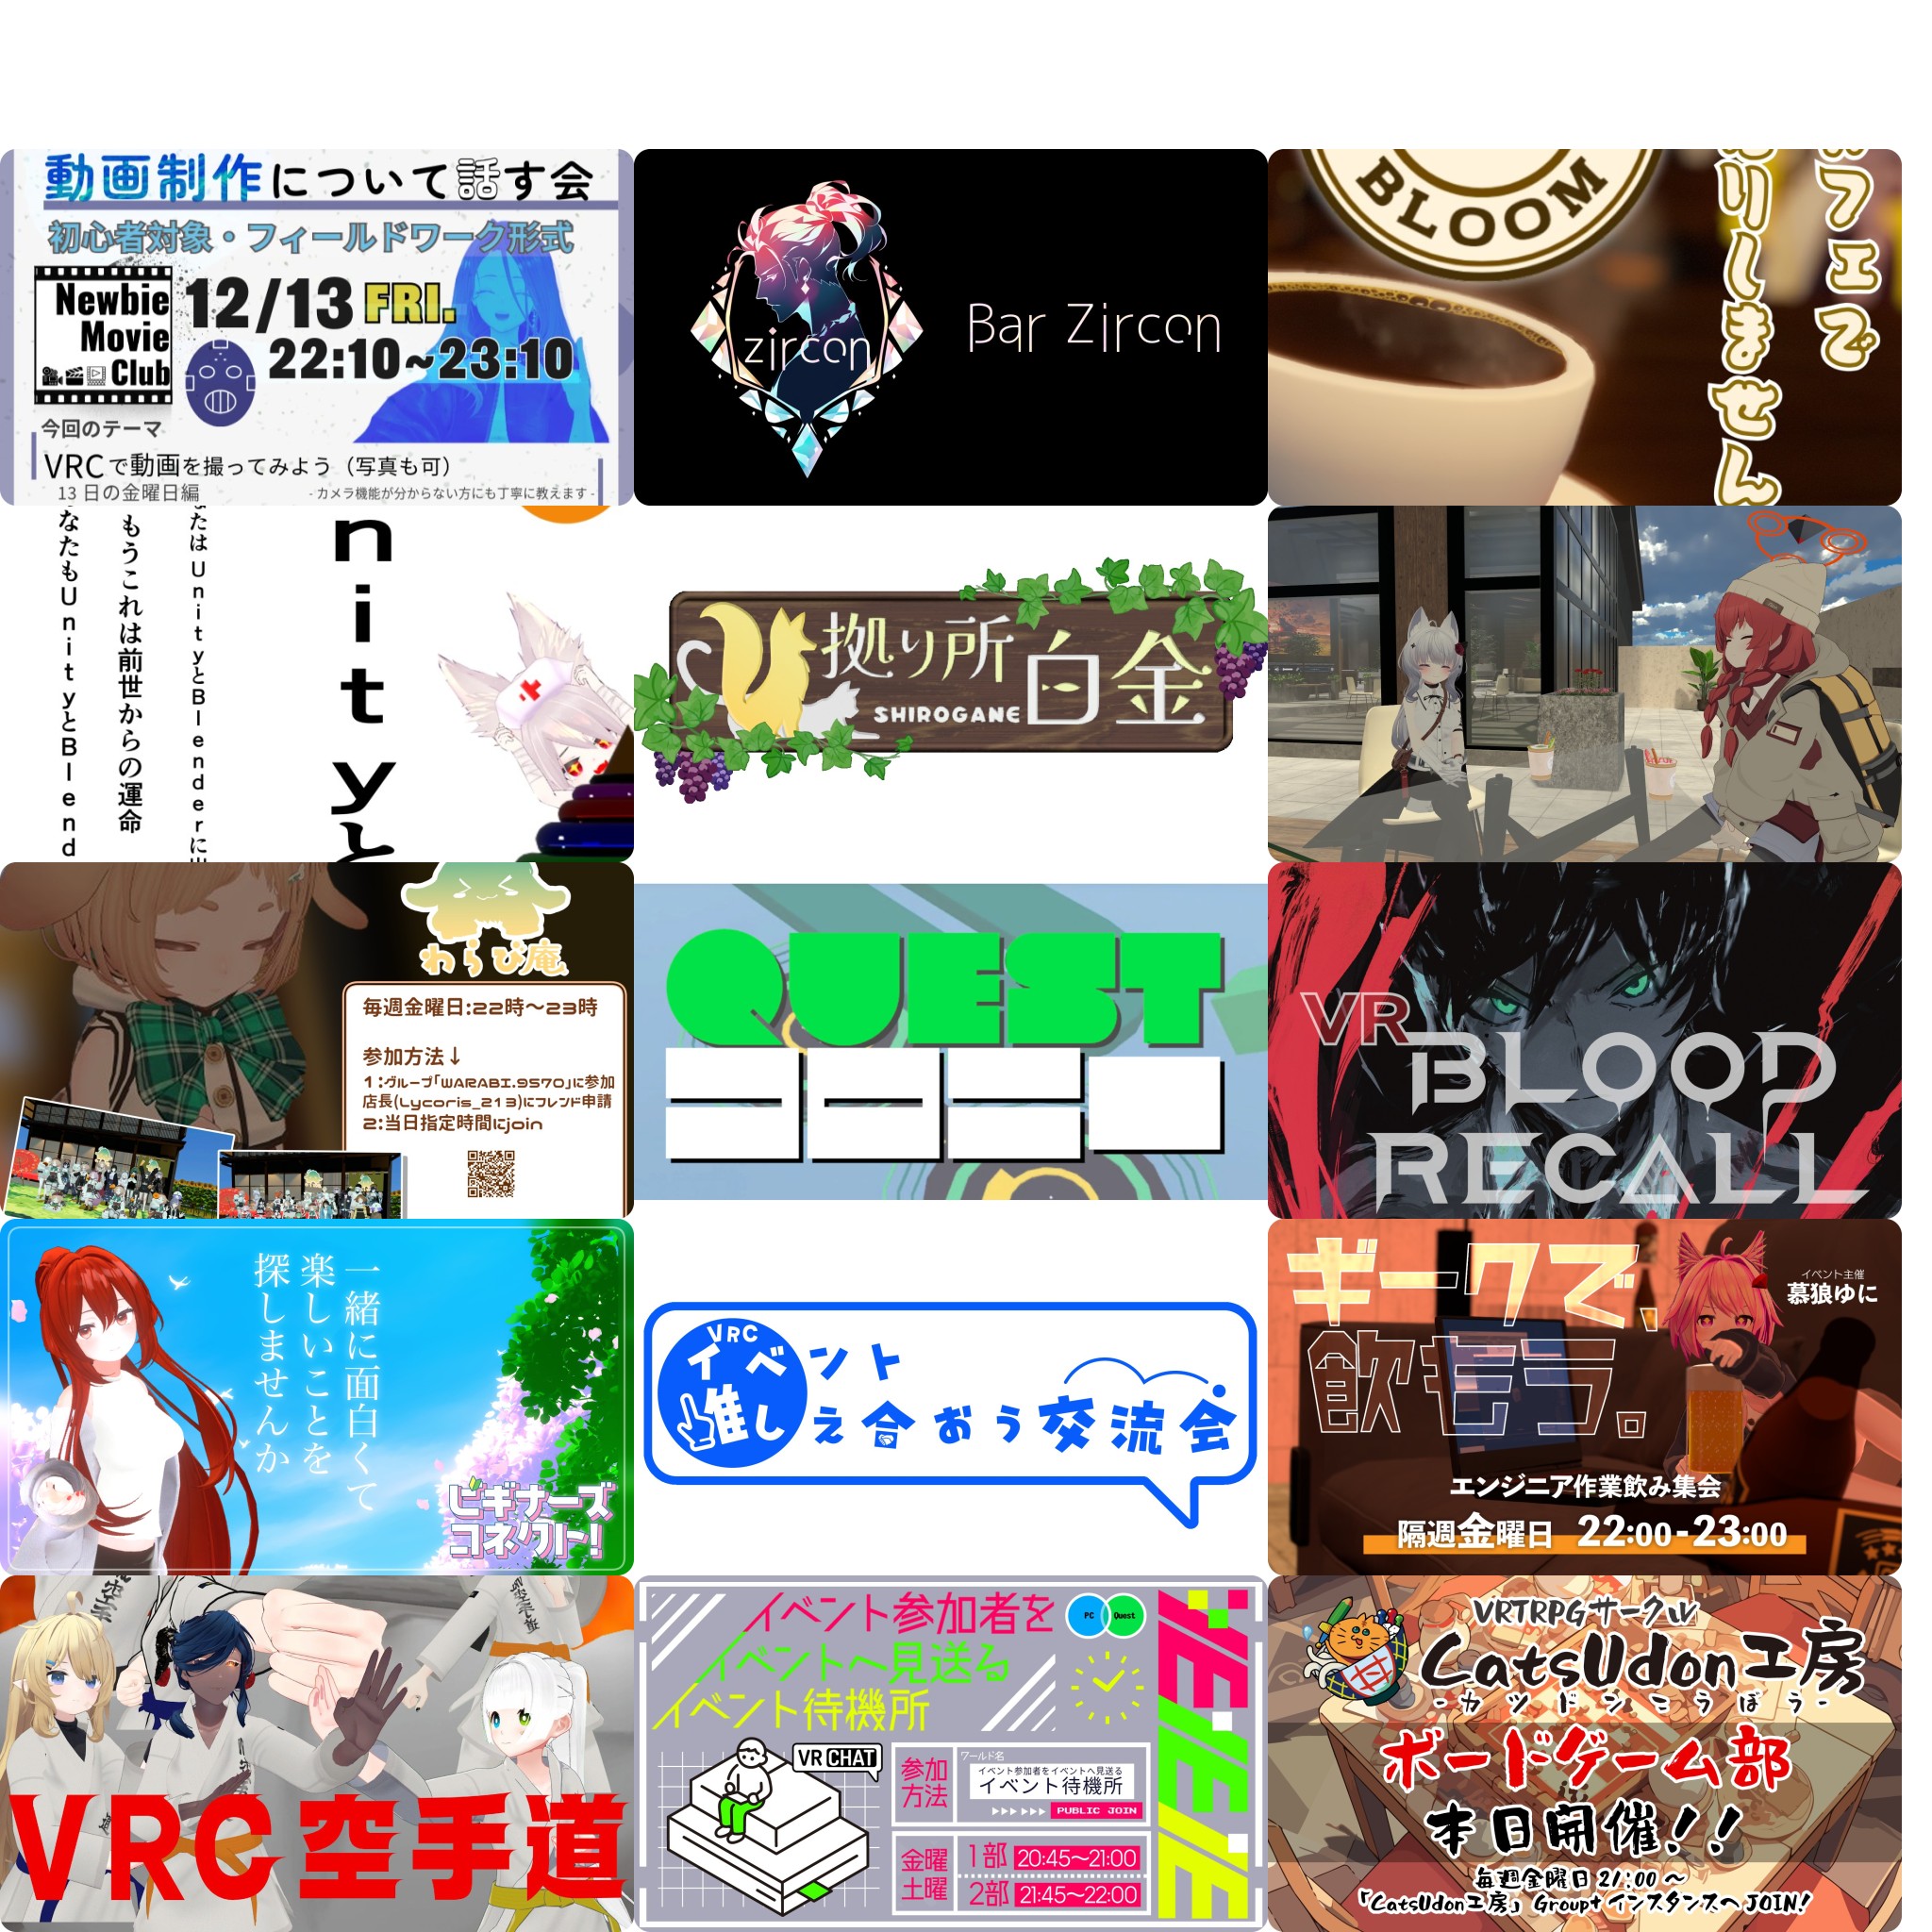 動画制作について話す会
初心者対象・フィールドワーク形式
Newbie
Movie
Club
12/13 FRI.
22:10~23:10
今回のテーマ
VRCで動画を撮ってみよう（写真も可）
13日の金曜日編
- カメラ機能が分からない方にも丁寧に教えます -
zircon
Bar Zircon
BLOOM
フェで
りしません
nityと
たは UnityとBlenderに
もうこれは前世からの運命
なたもUnityとBlend
拠り所
白金
SHIROGANE
わらび庵
毎週金曜日:22時～23時
参加方法↓
1:グループ「WARABI.9570」に参加
店長(Lycoris_213)にフレンド申請
2:当日指定時間にjoin
QUEST
VR
BLOOD
RECALL
一緒に面白くて
楽しいことを
探しませんか
ビギナーズ
コネクト!
VRC
イベント
推し え合おう交流会
ギークで、
飲もう。
イベント主催
慕狼ゆに
エンジニア作業飲み集会
隔週金曜日 22:00-23:00
VRC空手道
イベント参加者を
イベントへ見送る
イベント待機所
PC
Quest
VRCHAT
参加
方法
ワールド名
イベント参加者をイベントへ見送る
イベント待機所
PUBLIC JOIN
金曜
土曜
1部 20:45～21:00
2部 21:45～22:00
VRTRPGサークル
CatsUdon工房
-カツドンこうぼう-
ボードゲーム部
本日開催!!
毎週金曜日 21:00～
「CatsUdon工房」 Group+ インスタンスへ JOIN!